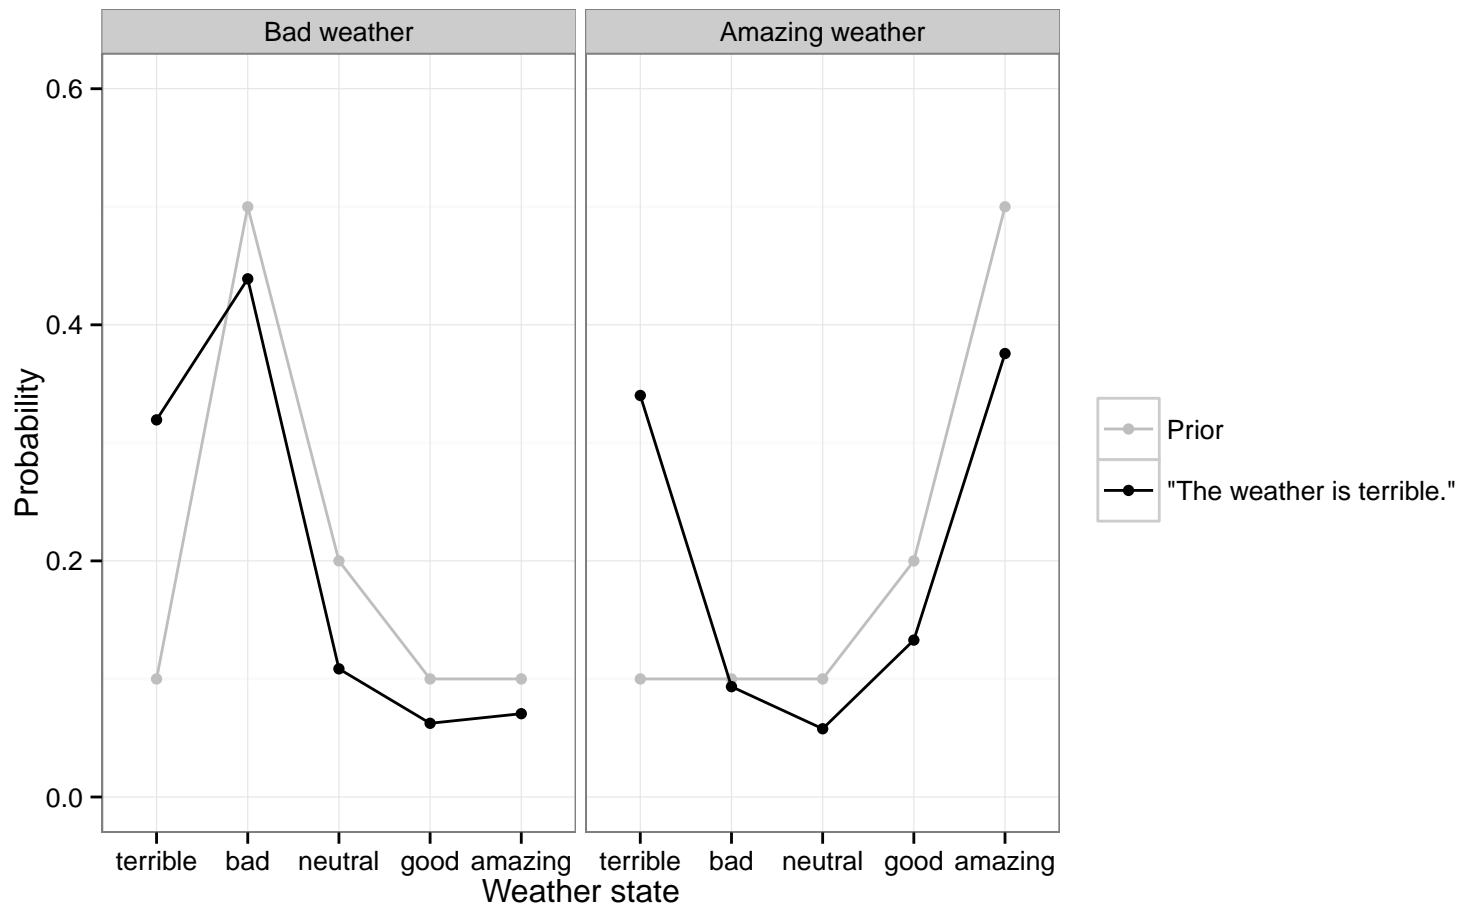 Bad weather
Amazing weather
0.6
0.4
0.2
0.0
Probability
terrible bad neutral good amazing
terrible bad neutral good amazing
Weather state
Prior
"The weather is terrible."